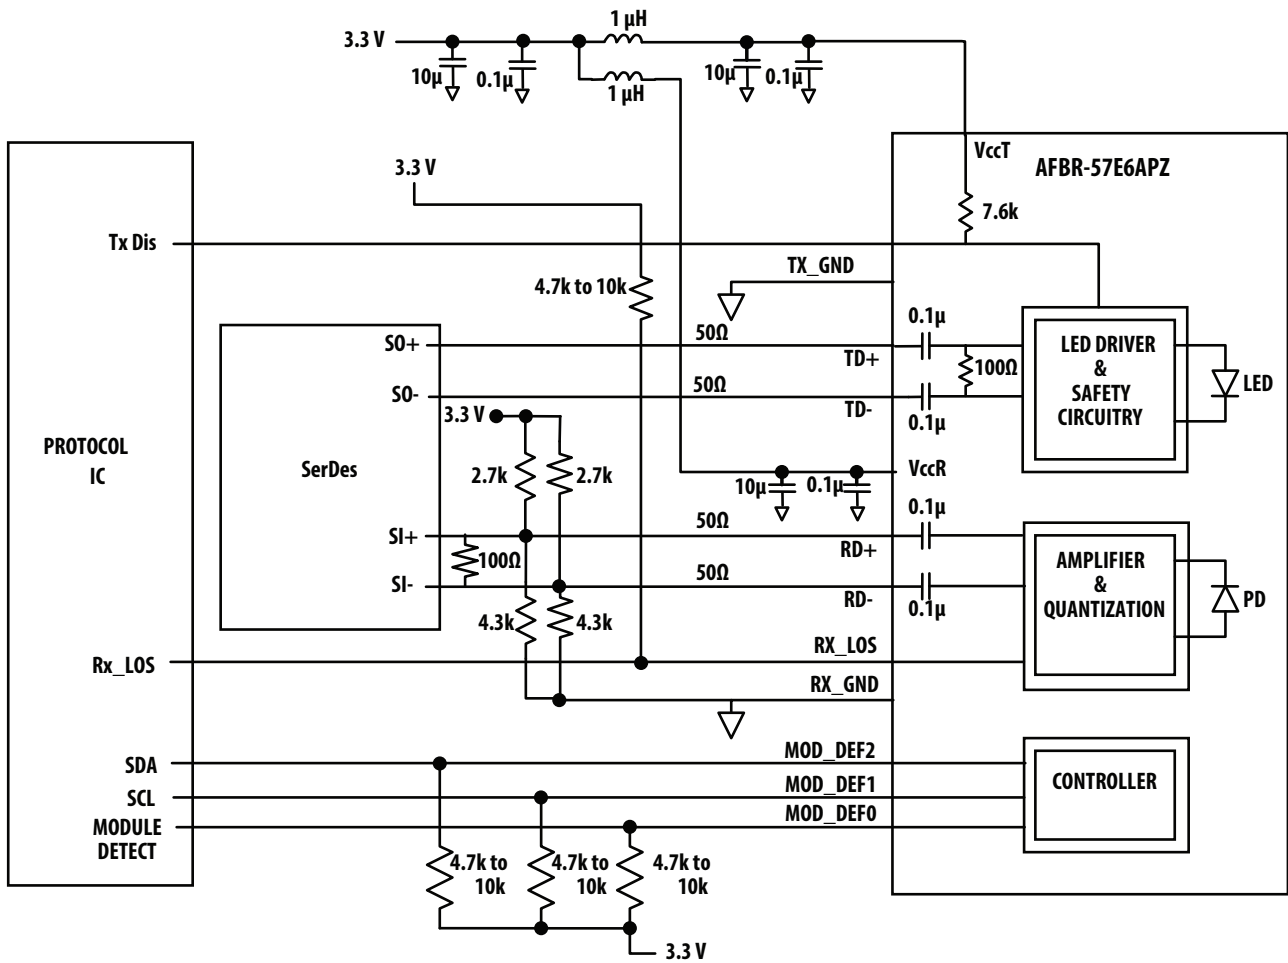 1 µH
3.3 V
10µ
0.1µ
10µ
0.1µ
1 µH
VccT
AFBR-57E6APZ
3.3 V
7.6k
Tx Dis
TX_GND
4.7k to 10k
0.1µ
SO+
50Ω
TD+
100Ω
LED DRIVER
&
SAFETY
CIRCUITRY
LED
SO-
50Ω
TD-
0.1µ
3.3 V
PROTOCOL
IC
SerDes
2.7k
2.7k
VccR
10µ
0.1µ
0.1µ
SI+
50Ω
RD+
100Ω
AMPLIFIER
&
QUANTIZATION
PD
SI-
50Ω
RD-
0.1µ
4.3k
4.3k
Rx_LOS
RX_LOS
RX_GND
SDA
MOD_DEF2
SCL
MOD_DEF1
CONTROLLER
MODULE
DETECT
MOD_DEF0
4.7k to
10k
4.7k to
10k
4.7k to
10k
3.3 V